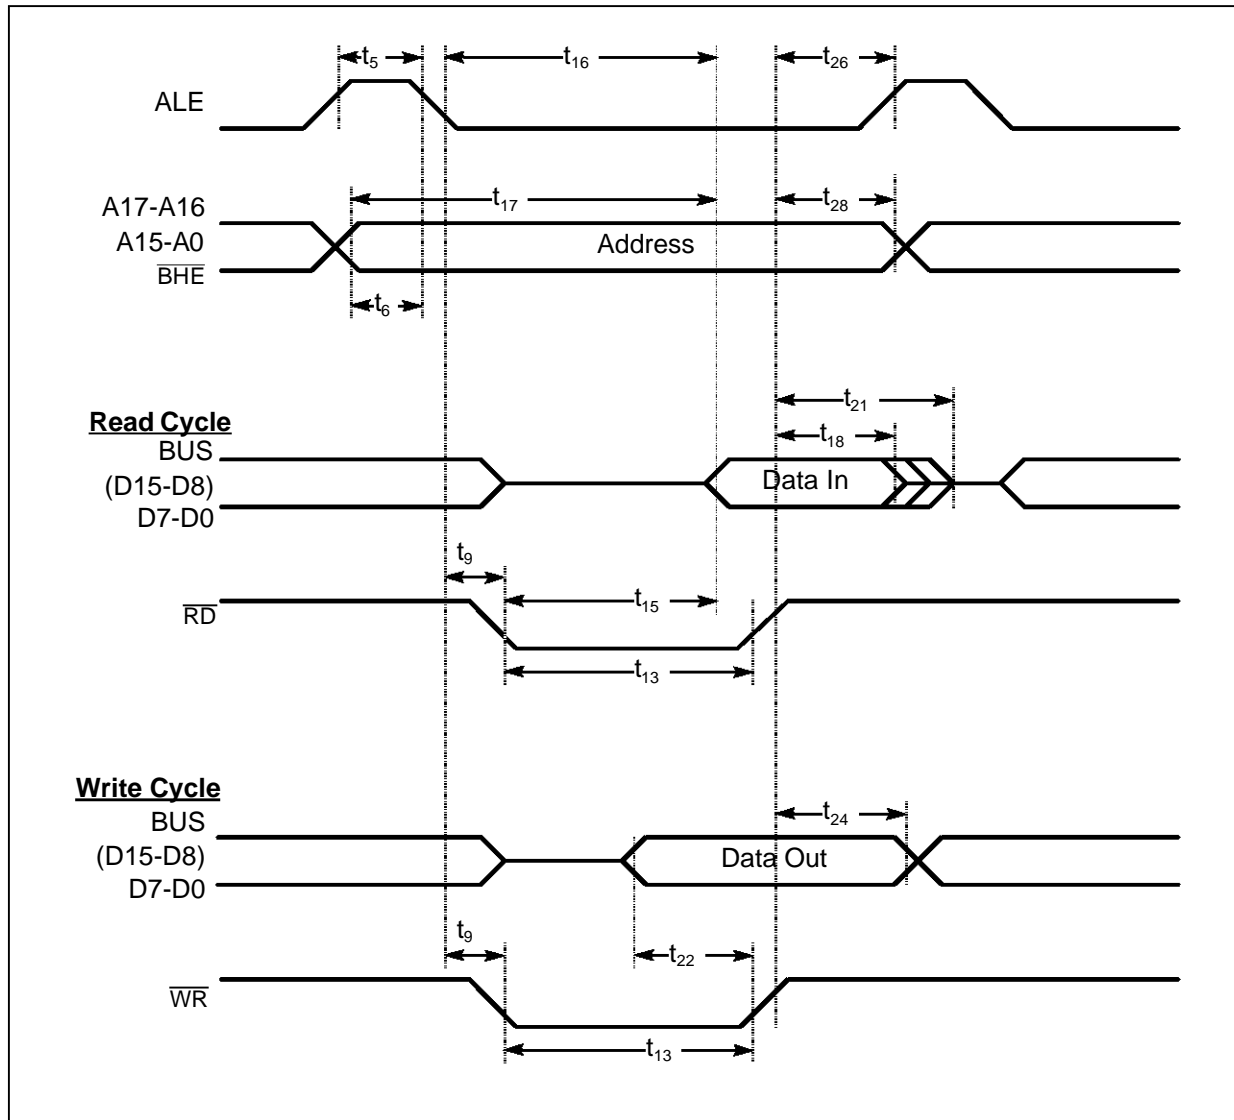 t5
t16
t26
ALE
t17
t28
A17-A16
A15-A0
Address
BHE
t6
t21
Read Cycle
t18
BUS
Data In
(D15-D8)
D7-D0
t9
t15
RD
t13
Write Cycle
t24
BUS
(D15-D8)
Data Out
D7-D0
t9
t22
WR
t13